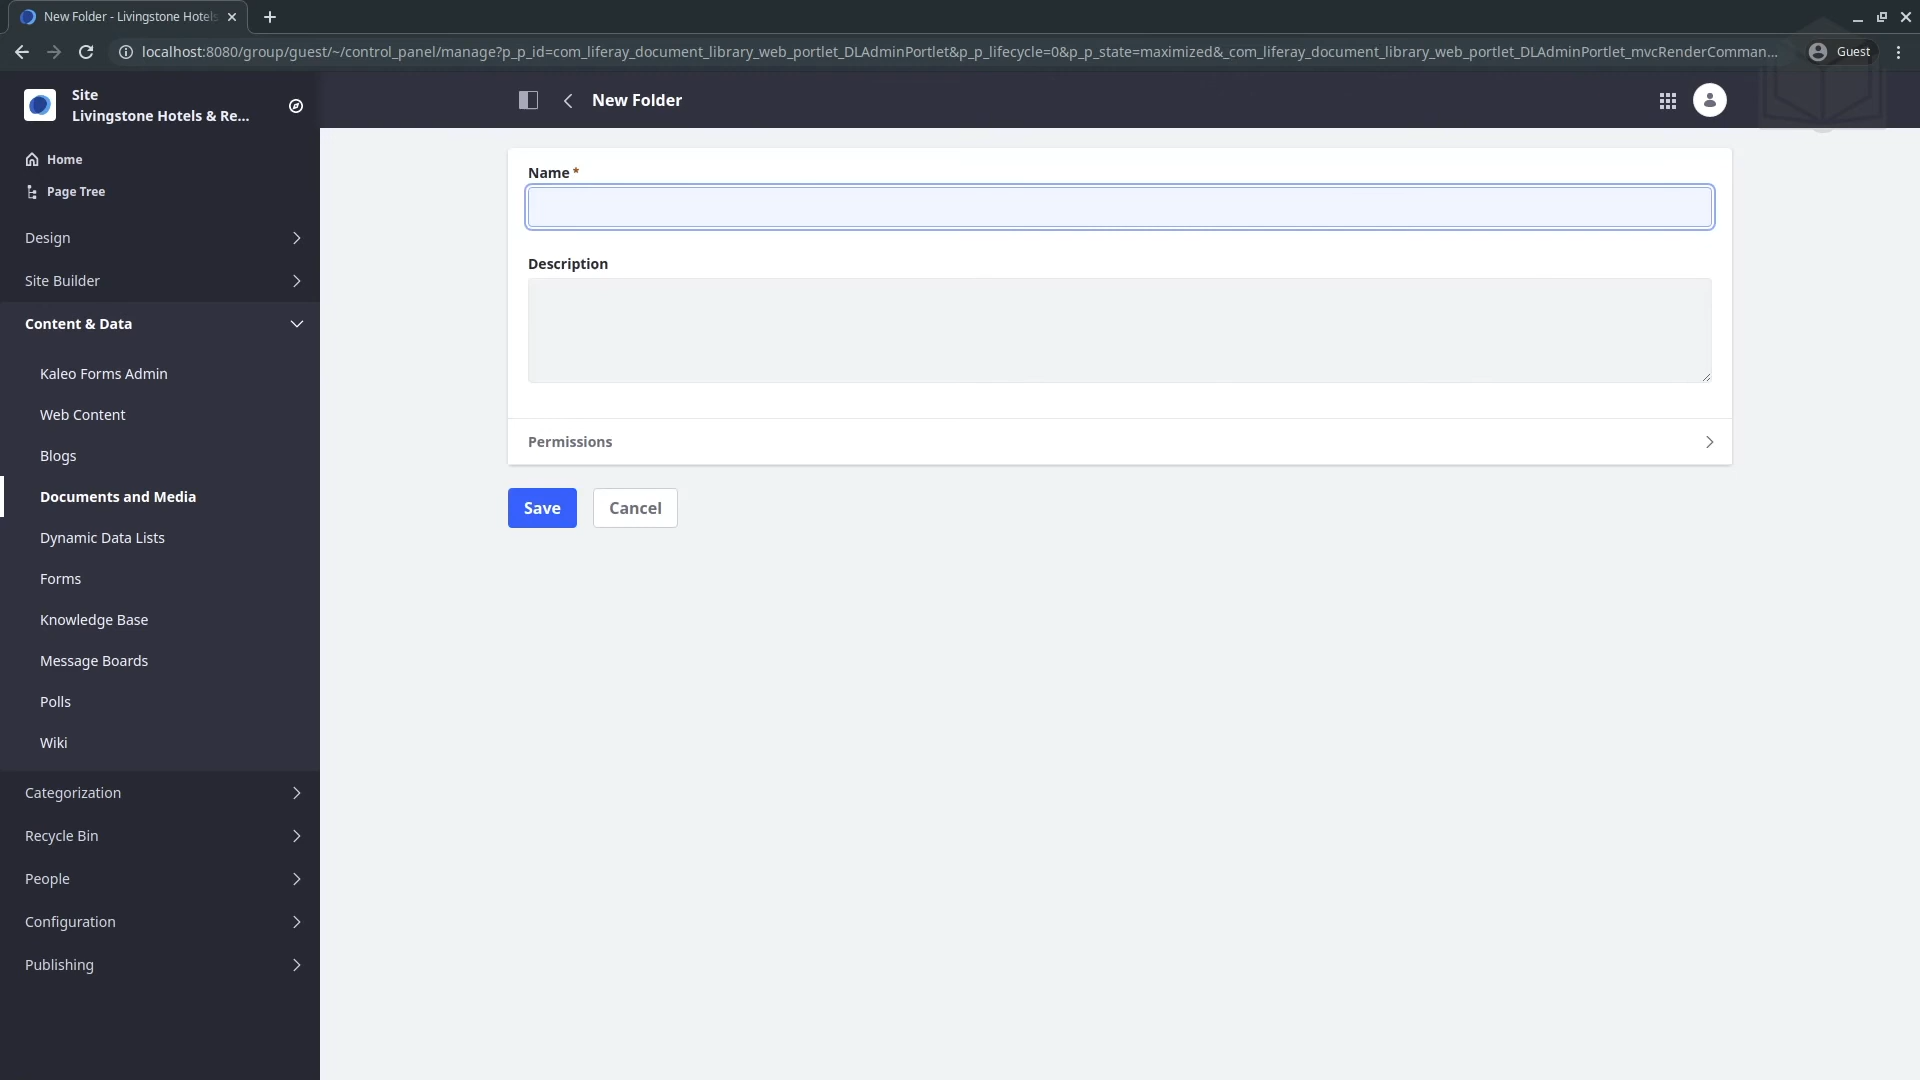 New Folder - Livingstone Hotels
localhost:8080/group/guest/~/control_panel/manage?p_p_id=com_liferay_document_library_web_portlet_DLAdminPortlet&p_p_lifecycle=0&p_p_state=maximized&_com_liferay_document_library_web_portlet_DLAdminPortlet_mvcRenderComman...
Guest
Site
Livingstone Hotels & Re...
Home
Page Tree
Design
Site Builder
Content & Data
Kaleo Forms Admin
Web Content
Blogs
Documents and Media
Dynamic Data Lists
Forms
Knowledge Base
Message Boards
Polls
Wiki
Categorization
Recycle Bin
People
Configuration
Publishing
New Folder
Name *
Description
Permissions
Save
Cancel